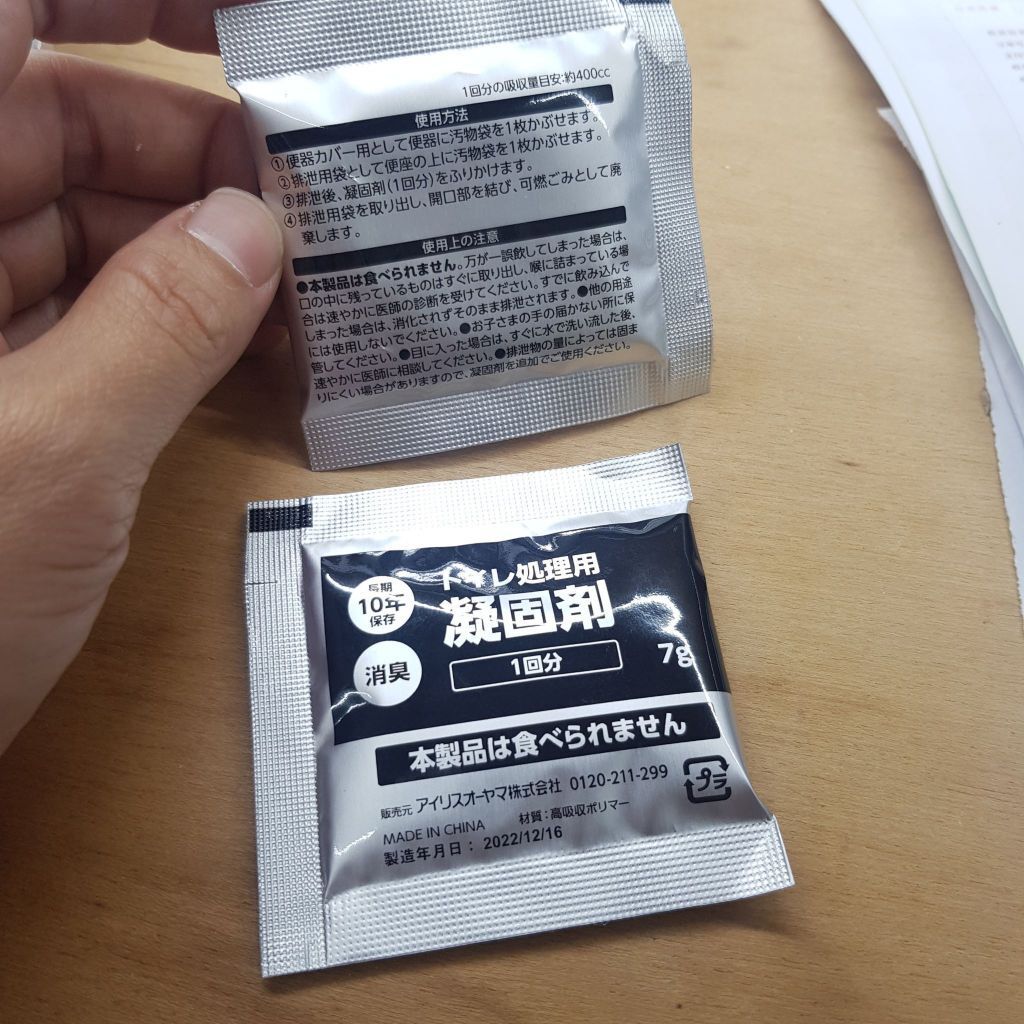 1回分の吸収量目安:約400cc
使用方法
①便器カバー用として便器に汚物袋を1枚かぶせます。
②排泄用袋として便座の上に汚物袋を1枚かぶせます。
③排泄後、凝固剤(1回分)をふりかけます。
④排泄用袋を取り出し、開口部を結び、可燃ごみとして廃
棄します。
使用上の注意
●本製品は食べられません。万が一誤飲してしまった場合は、
口の中に残っているものはすぐに取り出し、喉に詰まっている場
合は速やかに医師の診断を受けてください。すでに飲み込んで
しまった場合は、消化されずそのまま排泄されます。●他の用途
には使用しないでください。●お子さまの手の届かない所に保
管してください。●目に入った場合は、すぐに水で洗い流した後、
速やかに医師に相談してください。●排泄物の量によっては固ま
りにくい場合がありますので、凝固剤を追加でご使用ください。
長期
10年
保存
トイレ処理用
凝固剤
消臭
1回分
7g
本製品は食べられません
販売元 アイリスオーヤマ株式会社 0120-211-299
プラ
MADE IN CHINA 材質:高吸収ポリマー
製造年月日: 2022/12/16